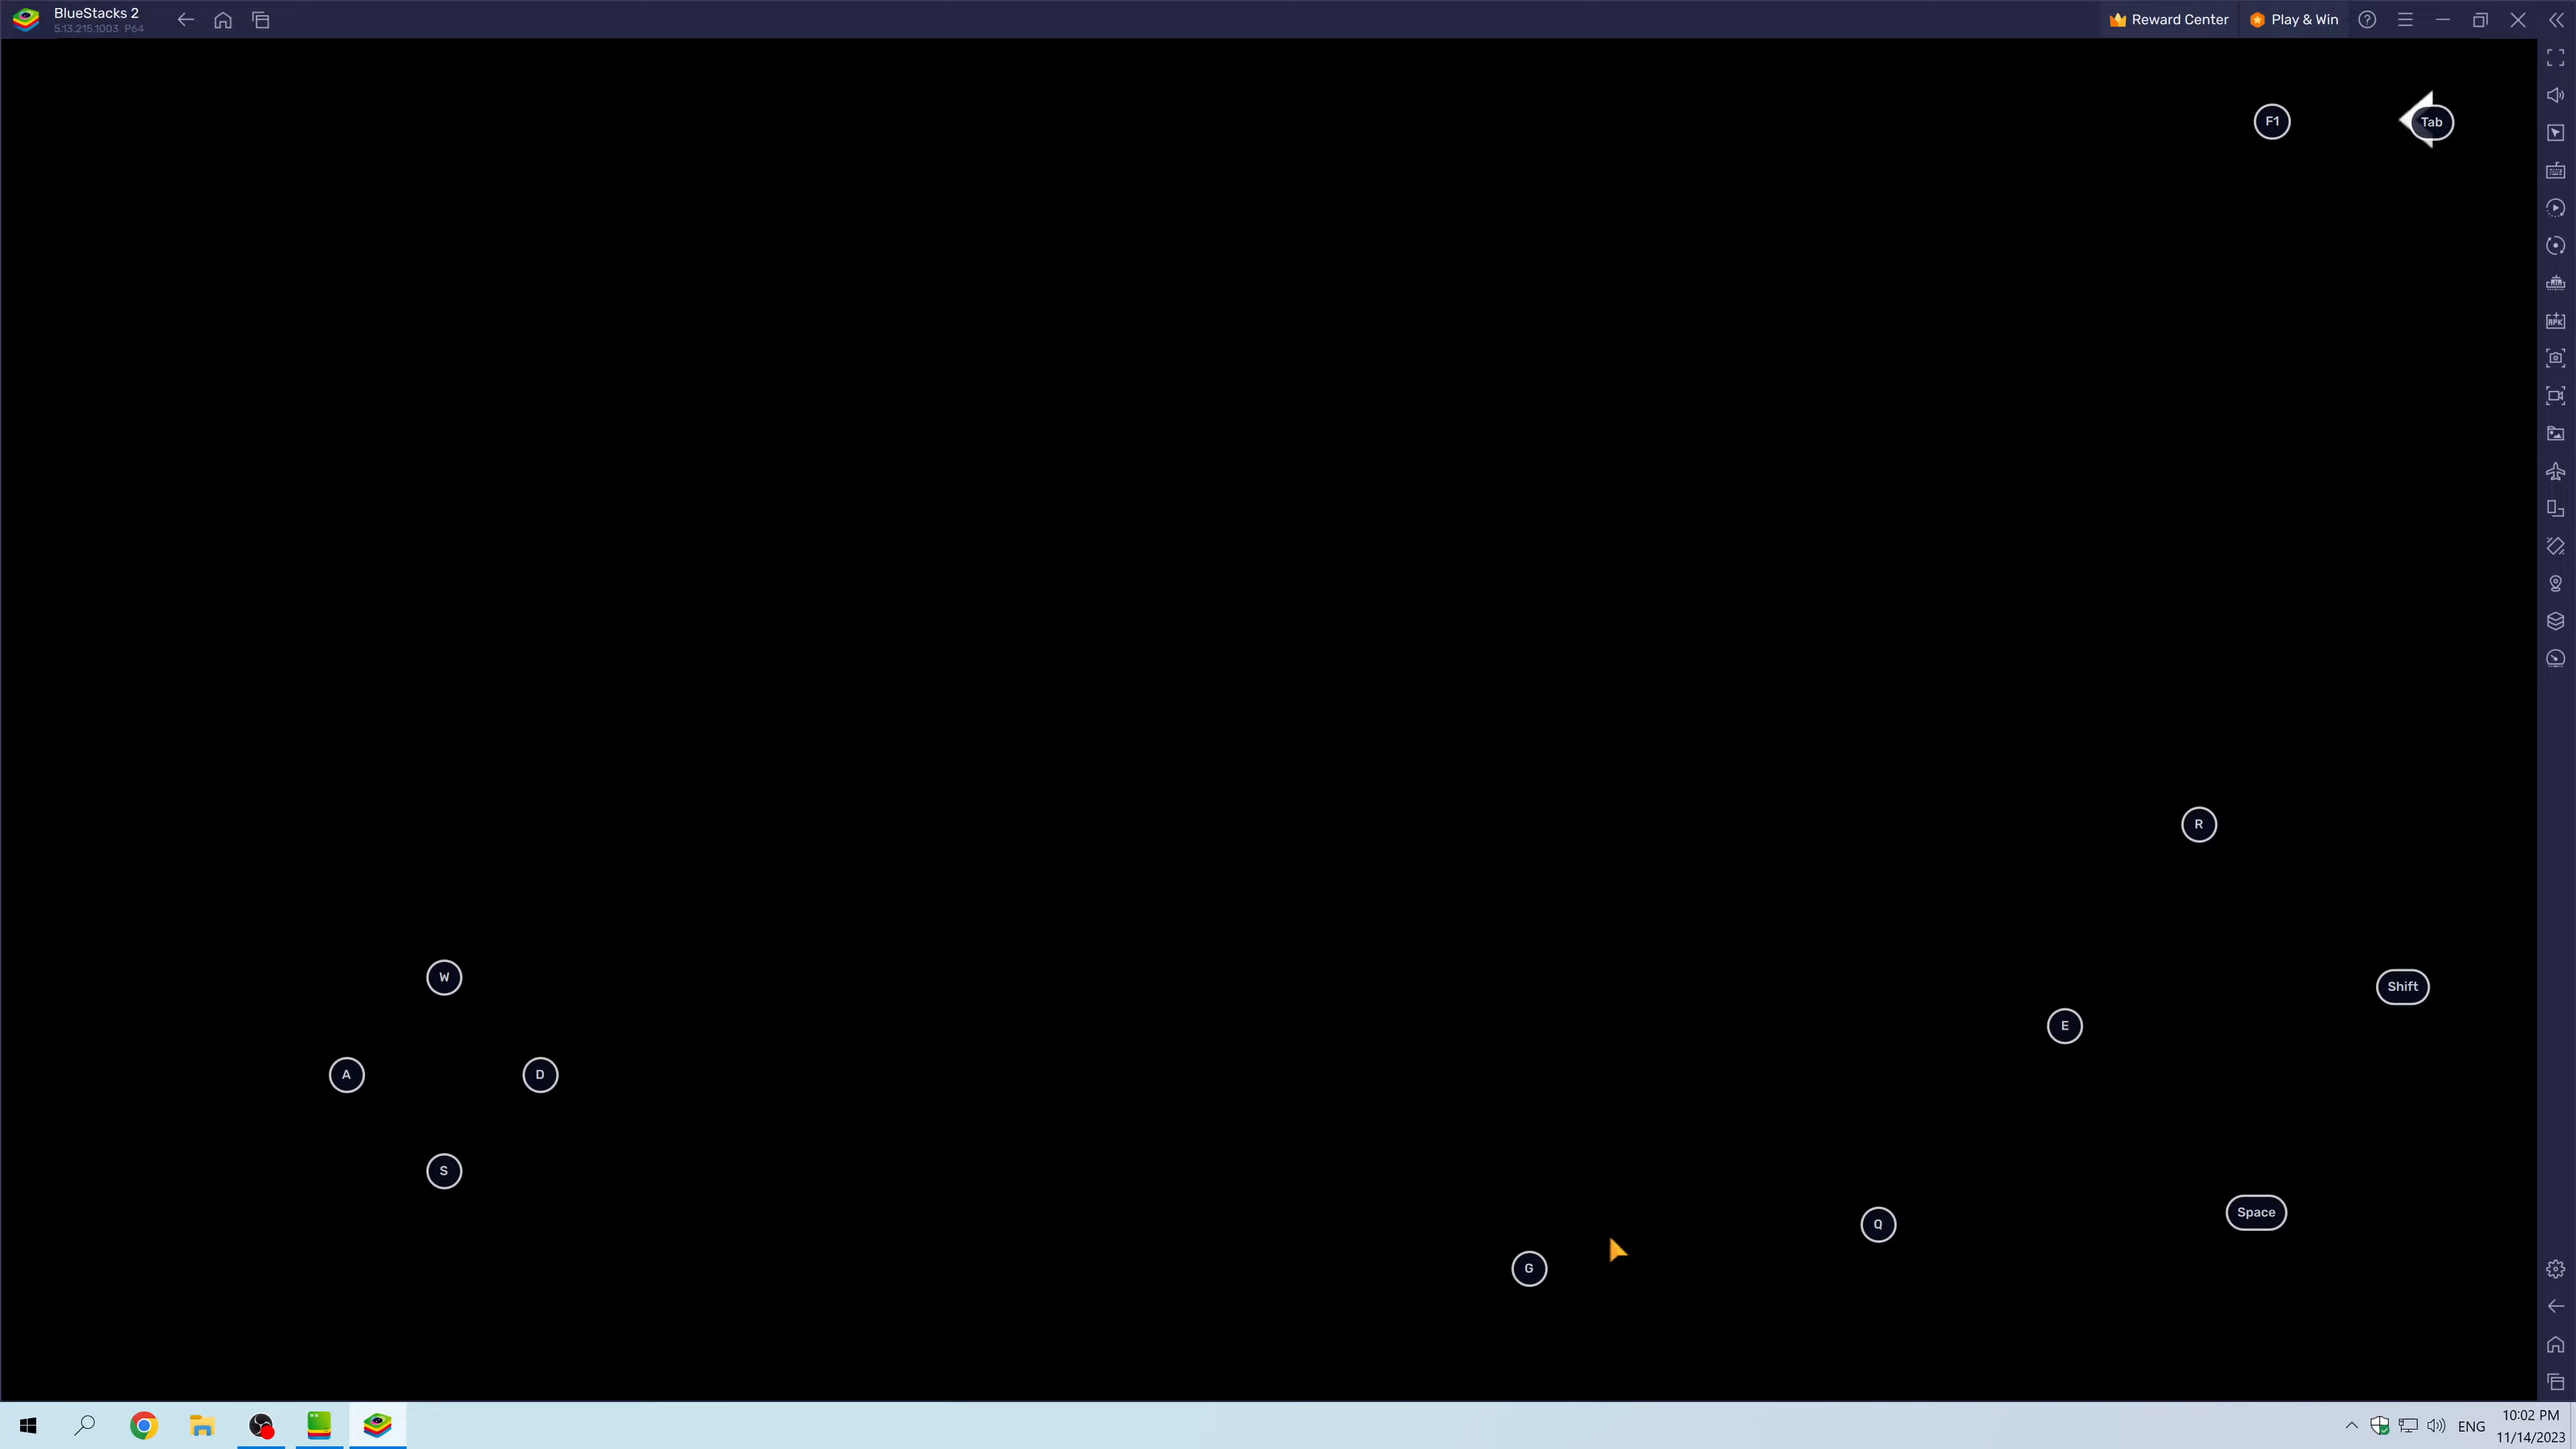 BlueStacks 2
5.13.215.1003 P64
Reward Center
Play & Win
F1
Tab
APK
R
W
Shift
E
A
D
S
Space
Q
G
ENG
10:02 PM
11/14/2023